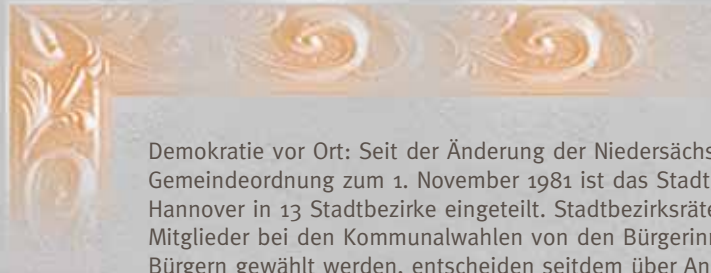 Demokratie vor Ort: Seit der Änderung der Niedersächs
Gemeindeordnung zum 1. November 1981 ist das Stadt
Hannover in 13 Stadtbezirke eingeteilt. Stadtbezirksräte
Mitglieder bei den Kommunalwahlen von den Bürgerinn
Bürgern gewählt werden, entscheiden seitdem über An